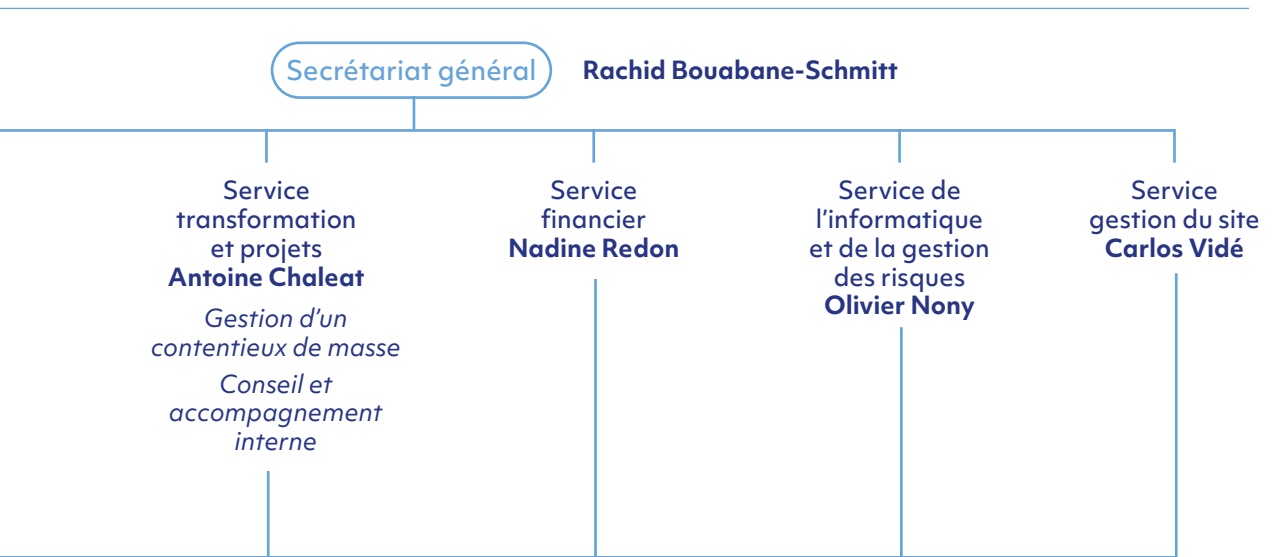 Secrétariat général
Rachid Bouabane-Schmitt
Service
transformation
et projets
Antoine Chaleat
Gestion d'un
contentieux de masse
Conseil et
accompagnement
interne
Service
financier
Nadine Redon
Service de
l'informatique
et de la gestion
des risques
Olivier Nony
Service
gestion du site
Carlos Vidé